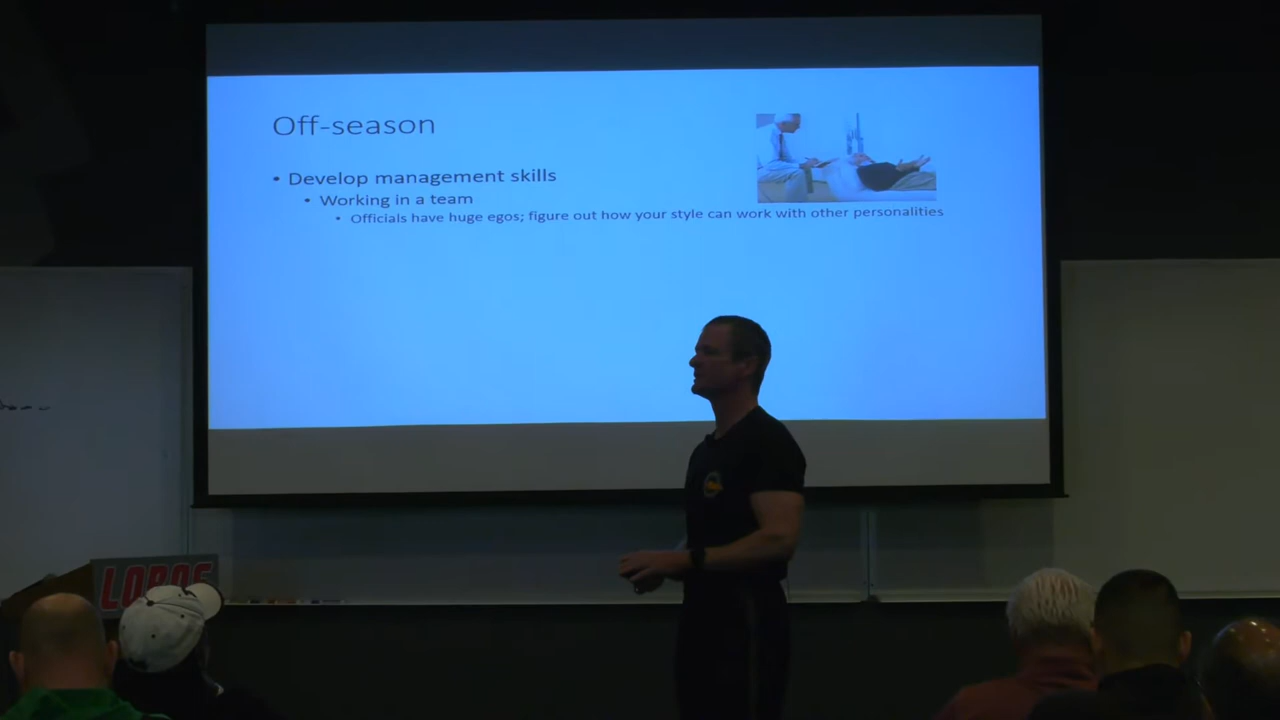 Off-season
• Develop management skills
• Working in a team
• Officials have huge egos; figure out how your style can work with other personalities
LOBOS